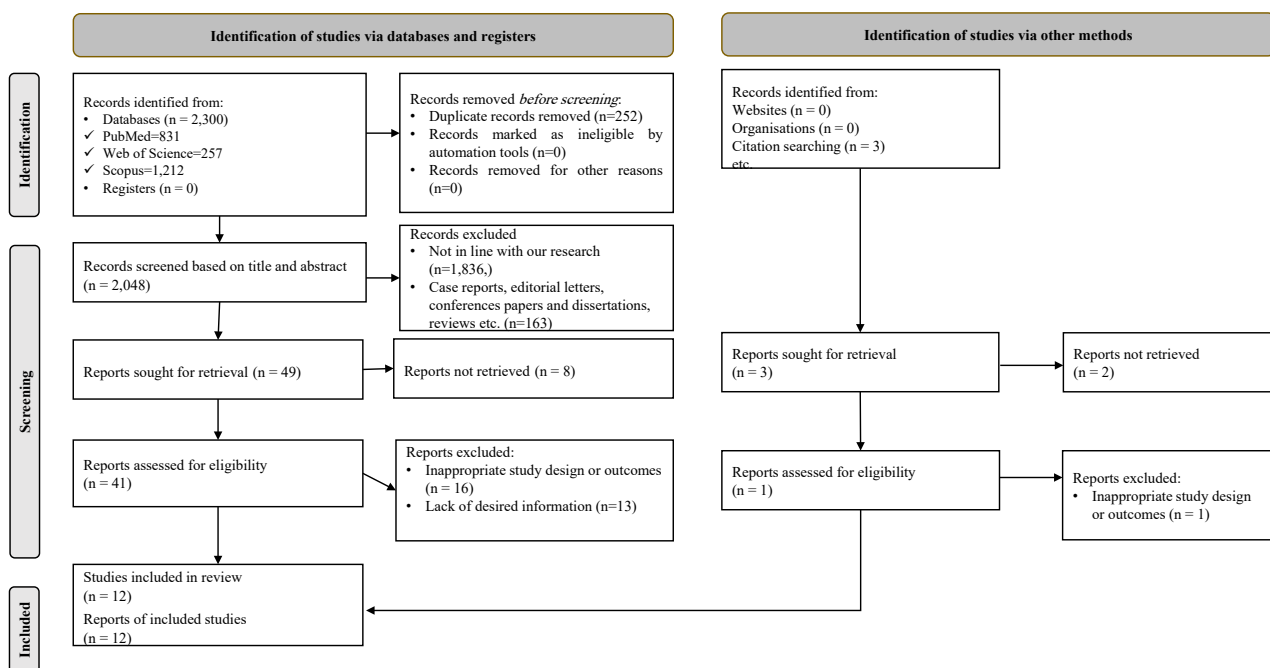 Identification of studies via databases and registers
Identification of studies via other methods
Identification
Records identified from:
• Databases (n = 2,300)
✓ PubMed=831
✓ Web of Science=257
✓ Scopus=1,212
• Registers (n = 0)
Records removed before screening:
• Duplicate records removed (n=252)
• Records marked as ineligible by
automation tools (n=0)
• Records removed for other reasons
(n=0)
Records identified from:
Websites (n = 0)
Organisations (n = 0)
Citation searching (n = 3)
etc.
Screening
Records screened based on title and abstract
(n = 2,048)
Records excluded
• Not in line with our research
(n=1,836,)
• Case reports, editorial letters,
conferences papers and dissertations,
reviews etc. (n=163)
Reports sought for retrieval (n = 49)
Reports not retrieved (n = 8)
Reports sought for retrieval
(n = 3)
Reports not retrieved
(n = 2)
Reports assessed for eligibility
(n = 41)
Reports excluded:
• Inappropriate study design or outcomes
(n = 16)
• Lack of desired information (n=13)
Reports assessed for eligibility
(n = 1)
Reports excluded:
• Inappropriate study design
or outcomes (n = 1)
Included
Studies included in review
(n = 12)
Reports of included studies
(n = 12)